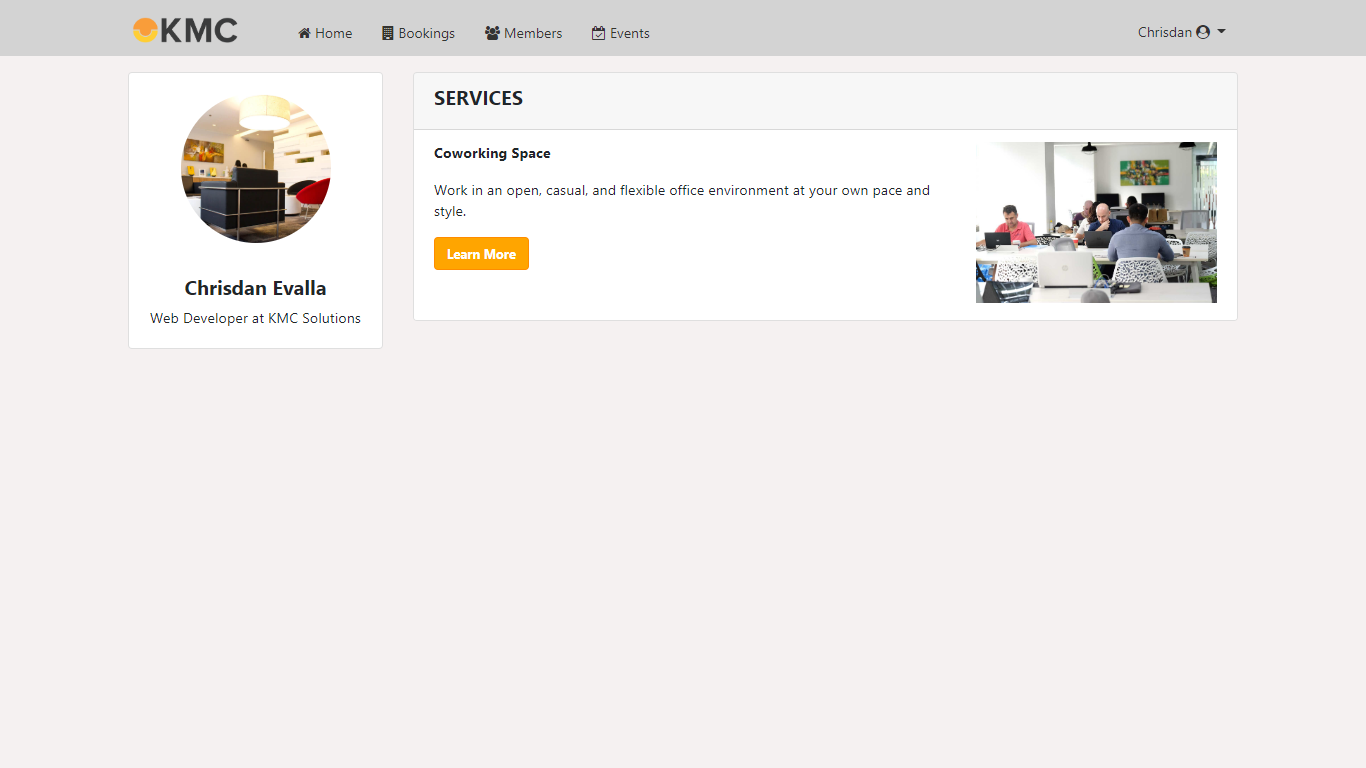 KMC
Home
Bookings
Members
Events
Chrisdan
SERVICES
Coworking Space
Work in an open, casual, and flexible office environment at your own pace and
style.
Learn More
Chrisdan Evalla
Web Developer at KMC Solutions